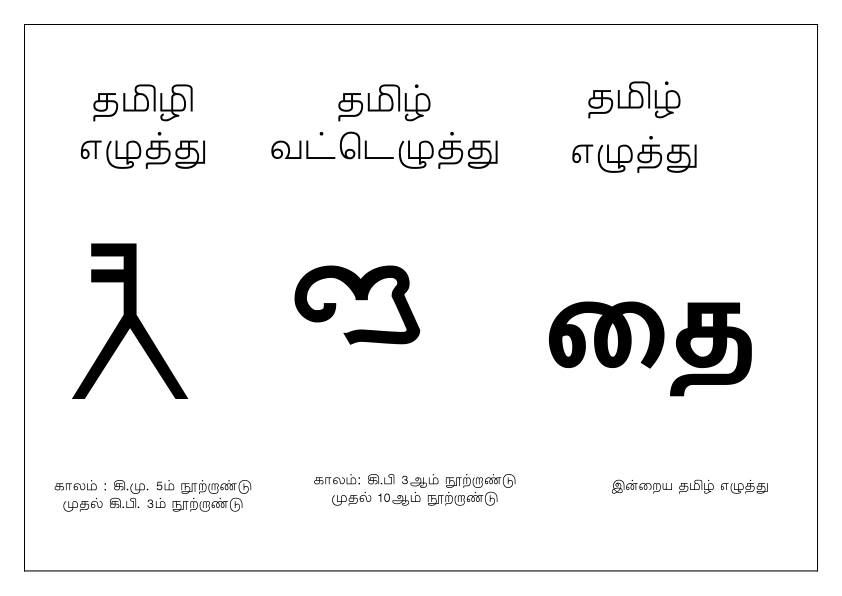 தமிழி
எழுத்து
தமிழ்
வட்டெழுத்து
தமிழ்
எழுத்து
தை
காலம் : கி.மு. 5ம் நூற்றாண்டு
முதல் கி.பி. 3ம் நூற்றாண்டு
காலம்: கி.பி 3ஆம் நூற்றாண்டு
முதல் 10ஆம் நூற்றாண்டு
இன்றைய தமிழ் எழுத்து